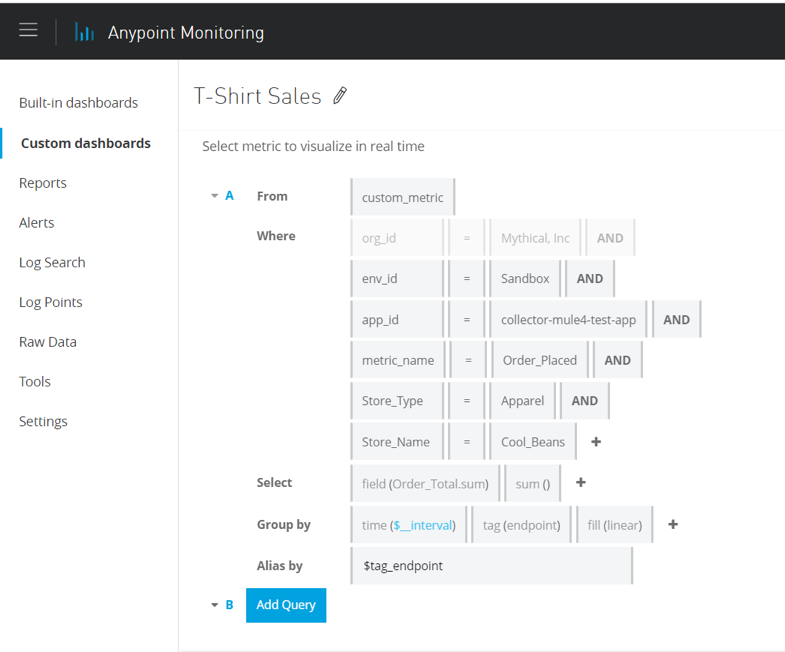 Anypoint Monitoring
Built-in dashboards
Custom dashboards
Reports
Alerts
Log Search
Log Points
Raw Data
Tools
Settings
T-Shirt Sales
Select metric to visualize in real time
A From custom_metric
Where org_id = Mythical, Inc AND
env_id = Sandbox AND
app_id = collector-mule4-test-app AND
metric_name = Order_Placed AND
Store_Type = Apparel AND
Store_Name = Cool_Beans +
Select field (Order_Total.sum) sum () +
Group by time ($__interval) tag (endpoint) fill (linear) +
Alias by $tag_endpoint
B Add Query